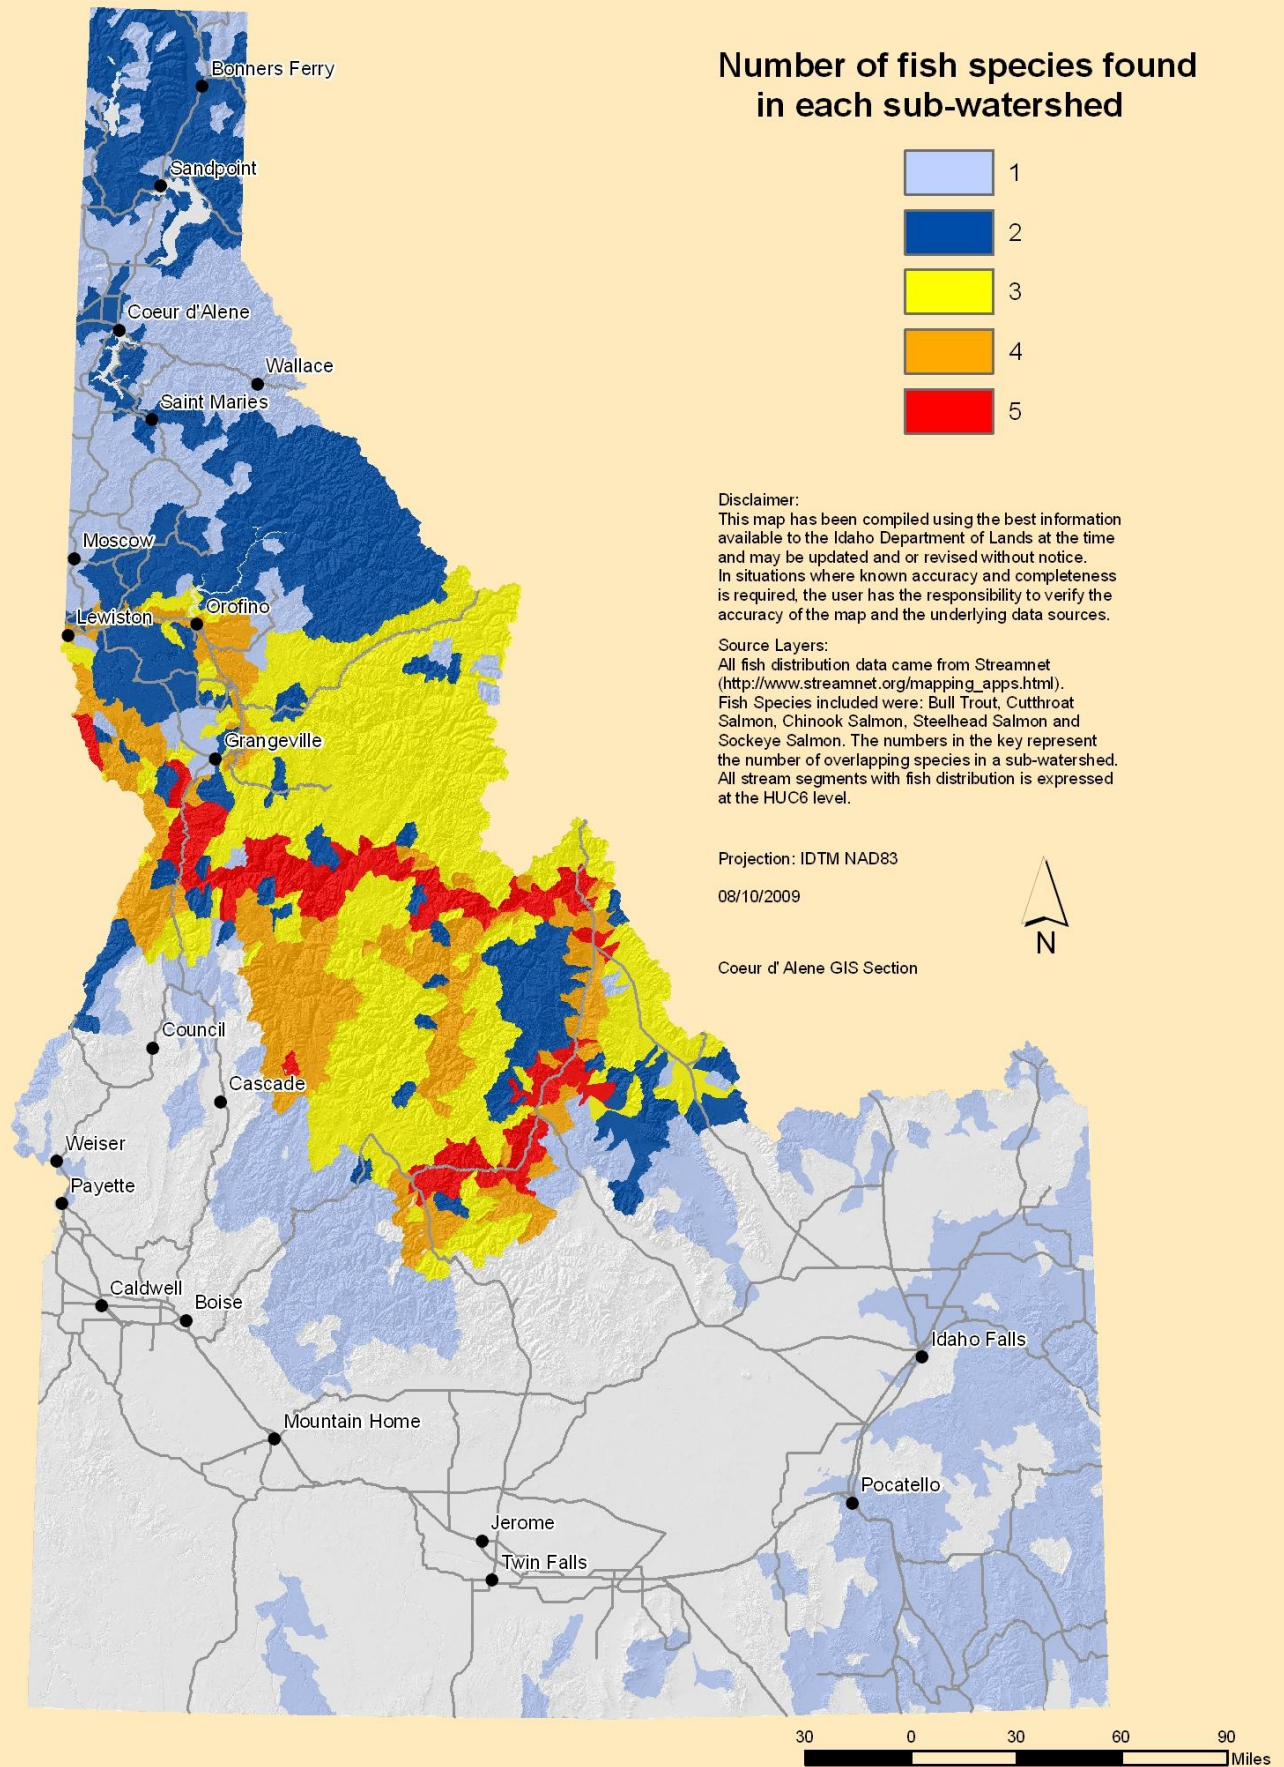 Number of fish species found
in each sub-watershed
1
2
3
4
5
Bonners Ferry
Sandpoint
Coeur d'Alene
Wallace
Saint Maries
Moscow
Orofino
Lewiston
Grangeville
Council
Cascade
Weiser
Payette
Caldwell
Boise
Idaho Falls
Mountain Home
Pocatello
Jerome
Twin Falls
Disclaimer:
This map has been compiled using the best information
available to the Idaho Department of Lands at the time
and may be updated and or revised without notice.
In situations where known accuracy and completeness
is required, the user has the responsibility to verify the
accuracy of the map and the underlying data sources.
Source Layers:
All fish distribution data came from Streamnet
(http://www.streamnet.org/mapping_apps.html).
Fish Species included were: Bull Trout, Cutthroat
Salmon, Chinook Salmon, Steelhead Salmon and
Sockeye Salmon. The numbers in the key represent
the number of overlapping species in a sub-watershed.
All stream segments with fish distribution is expressed
at the HUC6 level.
Projection: IDTM NAD83
08/10/2009
N
Coeur d' Alene GIS Section
30 0 30 60 90
Miles